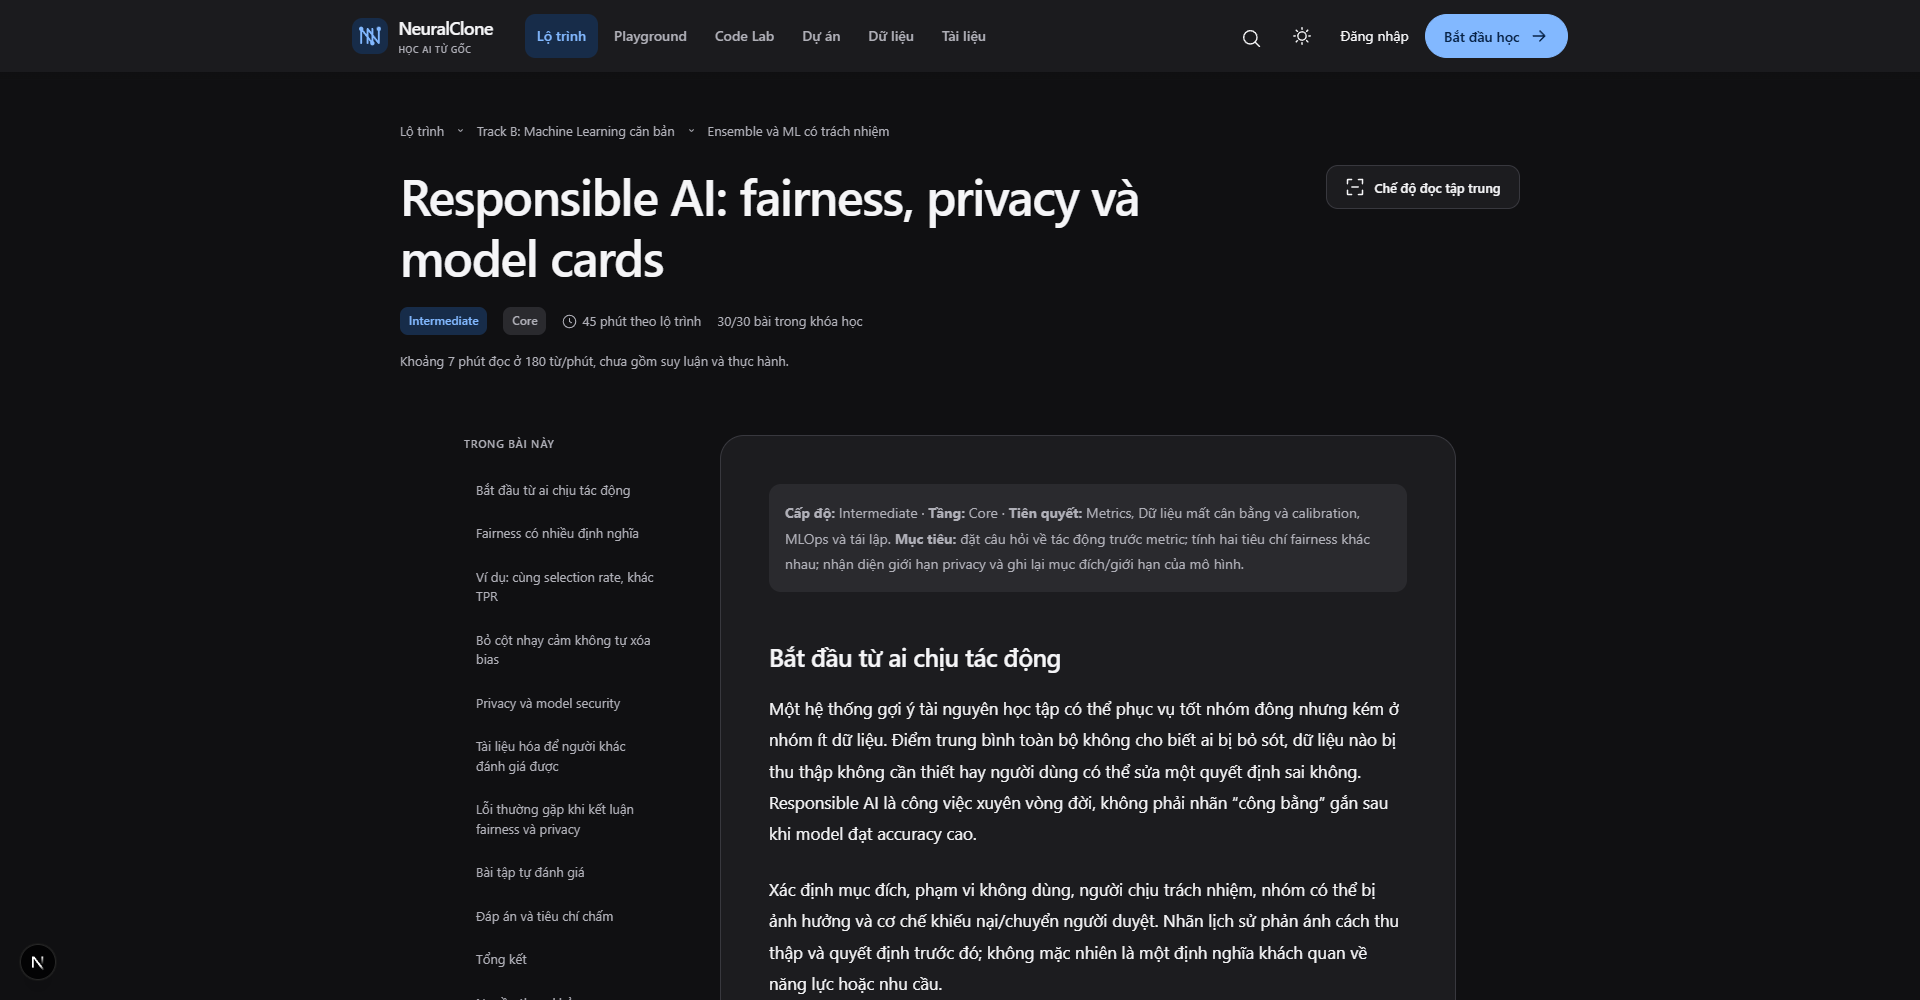 NeuralClone
HỌC AI TỪ GỐC
Lộ trình
Playground
Code Lab
Dự án
Dữ liệu
Tài liệu
Đăng nhập
Bắt đầu học
Lộ trình
Track B: Machine Learning căn bản
Ensemble và ML có trách nhiệm
Responsible AI: fairness, privacy và
model cards
Chế độ đọc tập trung
Intermediate
Core
45 phút theo lộ trình
30/30 bài trong khóa học
Khoảng 7 phút đọc ở 180 từ/phút, chưa gồm suy luận và thực hành.
TRONG BÀI NÀY
Bắt đầu từ ai chịu tác động
Fairness có nhiều định nghĩa
Ví dụ: cùng selection rate, khác
TPR
Bỏ cột nhạy cảm không tự xóa
bias
Privacy và model security
Tài liệu hóa để người khác
đánh giá được
Lỗi thường gặp khi kết luận
fairness và privacy
Bài tập tự đánh giá
Đáp án và tiêu chí chấm
Tổng kết
Cấp độ: Intermediate · Tầng: Core · Tiên quyết: Metrics, Dữ liệu mất cân bằng và calibration,
MLOps và tái lập. Mục tiêu: đặt câu hỏi về tác động trước metric; tính hai tiêu chí fairness khác
nhau; nhận diện giới hạn privacy và ghi lại mục đích/giới hạn của mô hình.
Bắt đầu từ ai chịu tác động
Một hệ thống gợi ý tài nguyên học tập có thể phục vụ tốt nhóm đông nhưng kém ở
nhóm ít dữ liệu. Điểm trung bình toàn bộ không cho biết ai bị bỏ sót, dữ liệu nào bị
thu thập không cần thiết hay người dùng có thể sửa một quyết định sai không.
Responsible AI là công việc xuyên vòng đời, không phải nhãn “công bằng” gắn sau
khi model đạt accuracy cao.
Xác định mục đích, phạm vi không dùng, người chịu trách nhiệm, nhóm có thể bị
ảnh hưởng và cơ chế khiếu nại/chuyển người duyệt. Nhãn lịch sử phản ánh cách thu
thập và quyết định trước đó; không mặc nhiên là một định nghĩa khách quan về
năng lực hoặc nhu cầu.